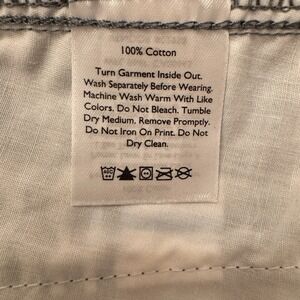 100% Cotton
Turn Garment Inside Out.
Wash Separately Before Wearing.
Machine Wash Warm With Like
Colors. Do Not Bleach. Tumble
Dry Medium. Remove Promptly.
Do Not Iron On Print. Do Not
Dry Clean.